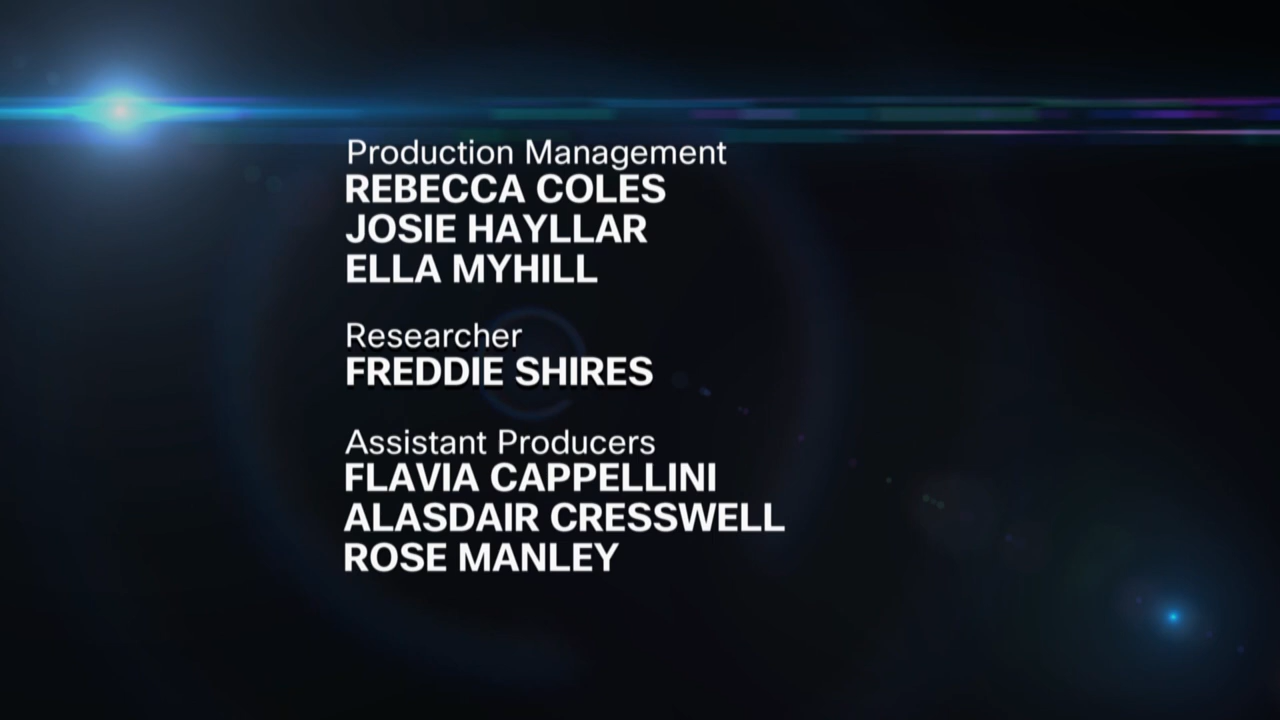 Production Management
REBECCA COLES
JOSIE HAYLLAR
ELLA MYHILL
Researcher
FREDDIE SHIRES
Assistant Producers
FLAVIA CAPPELLINI
ALASDAIR CRESSWELL
ROSE MANLEY